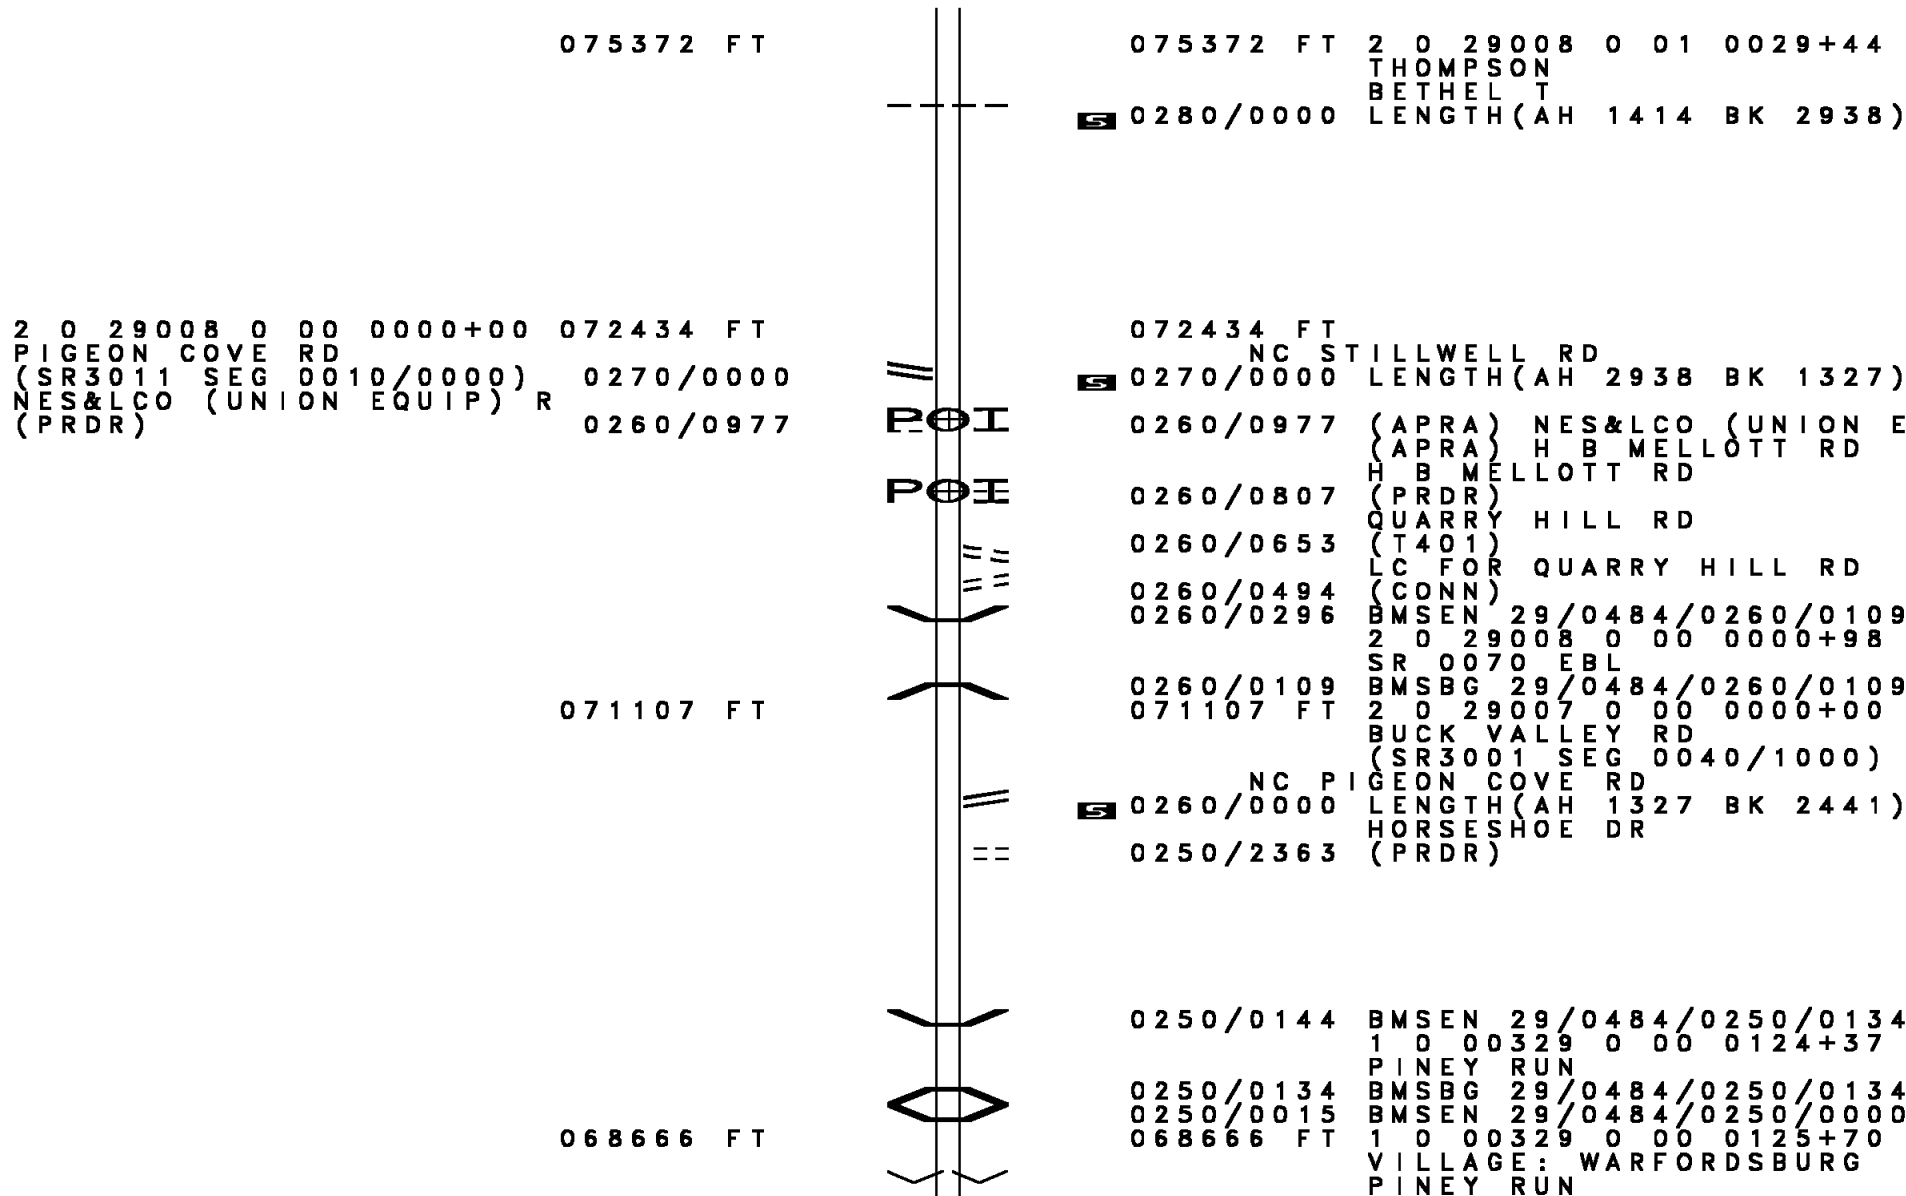 075372 FT 075372 FT 2 0 29008 0 01 0029+44
THOMPSON
BETHEL T
S 0280/0000 LENGTH(AH 1414 BK 2938)
2 0 29008 0 00 0000+00 072434 FT 072434 FT
PIGEON COVE RD NC STILLWELL RD
(SR3011 SEG 0010/0000) 0270/0000 S 0270/0000 LENGTH(AH 2938 BK 1327)
NES&LCO (UNION EQUIP) R
(PRDR) 0260/0977 POI 0260/0977 (APRA) NES&LCO (UNION E
(APRA) H B MELLOTT RD
H B MELLOTT RD
POI 0260/0807 (PRDR)
QUARRY HILL RD
0260/0653 (T401)
LC FOR QUARRY HILL RD
0260/0494 (CONN)
0260/0296 BMSEN 29/0484/0260/0109
2 0 29008 0 00 0000+98
SR 0070 EBL
0260/0109 BMSBG 29/0484/0260/0109
071107 FT 071107 FT 2 0 29007 0 00 0000+00
BUCK VALLEY RD
(SR3001 SEG 0040/1000)
NC PIGEON COVE RD
S 0260/0000 LENGTH(AH 1327 BK 2441)
HORSESHOE DR
0250/2363 (PRDR)
0250/0144 BMSEN 29/0484/0250/0134
1 0 00329 0 00 0124+37
PINEY RUN
0250/0134 BMSBG 29/0484/0250/0134
0250/0015 BMSEN 29/0484/0250/0000
068666 FT 068666 FT 1 0 00329 0 00 0125+70
VILLAGE: WARFORDSBURG
PINEY RUN